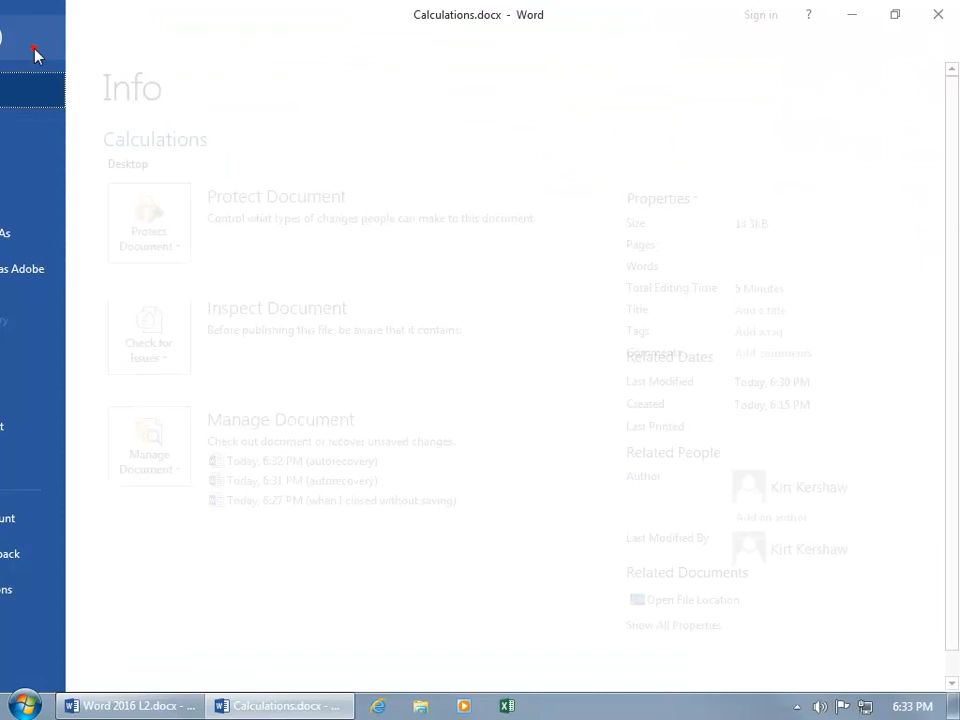 Calculations.docx - Word
Sign in
?
Info
Calculations
Desktop
Protect Document
Control what types of changes people can make to this document.
Protect
Document
Inspect Document
Before publishing this file, be aware that it contains:
Check for
Issues
Manage Document
Check out document or recover unsaved changes.
Manage
Document
Today, 6:32 PM (autorecovery)
Today, 6:31 PM (autorecovery)
Today, 6:27 PM (when I closed without saving)
Properties
Size
Pages
Words
Total Editing Time 5 Minutes
Title Add a title
Tags Add a tag
Comments Add comments
Related Dates
Last Modified Today, 6:30 PM
Created Today, 6:15 PM
Last Printed
Related People
Author Kirt Kershaw
Add an author
Last Modified By Kirt Kershaw
Related Documents
Open File Location
Show All Properties
As
as Adobe
ry
t
unt
back
ns
Word 2016 L2.docx - ...
Calculations.docx - ...
6:33 PM